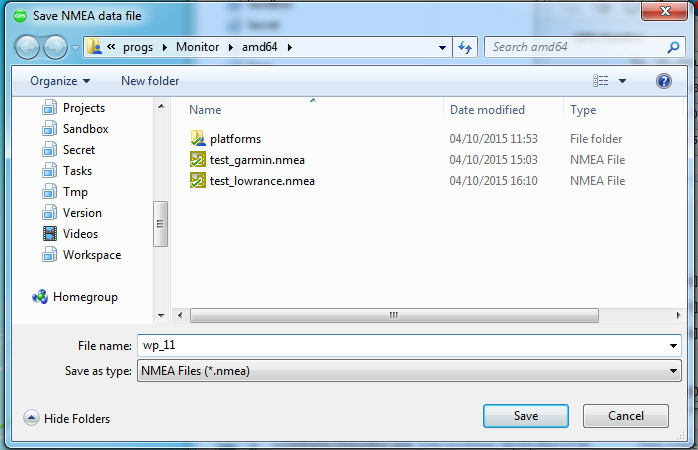 Save NMEA data file
« progs Monitor amd64 Search amd64
Organize New folder
Projects
Sandbox
Secret
Tasks
Tmp
Version
Videos
Workspace
Homegroup
Name Date modified Type
platforms 04/10/2015 11:53 File folder
test_garmin.nmea 04/10/2015 15:03 NMEA File
test_lowrance.nmea 04/10/2015 16:10 NMEA File
File name: wp_11
Save as type: NMEA Files (*.nmea)
Hide Folders Save Cancel